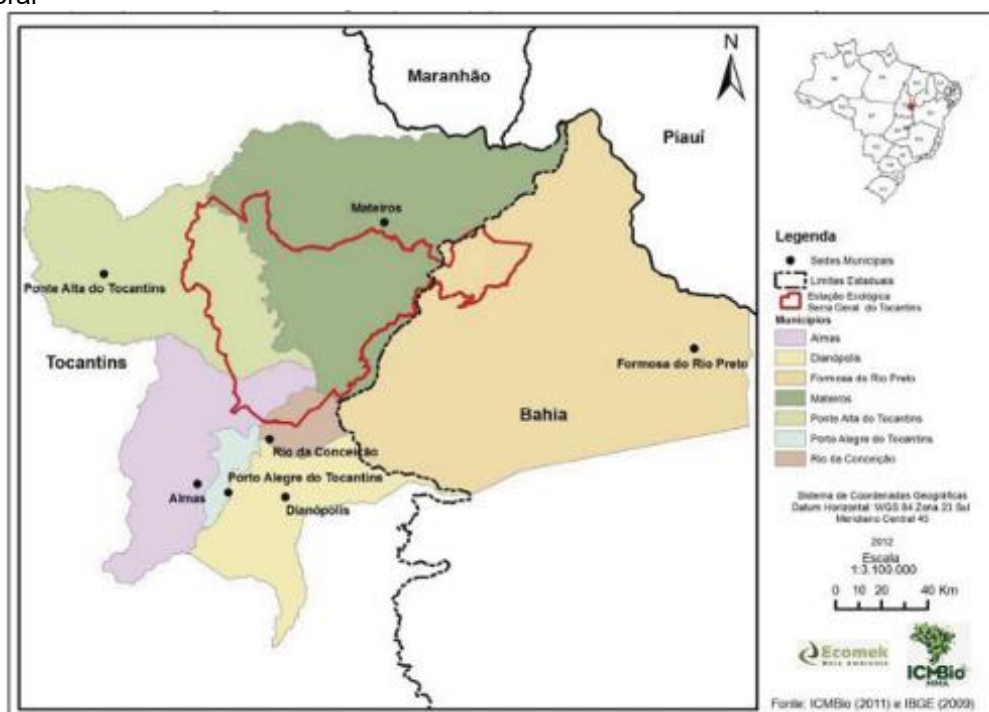 oral
Maranhão
N
Piauí
Mateiros
Ponte Alta do Tocantins
Tocantins
Formosa do Rio Preto
Bahia
Rio da Conceição
Porto Alegre do Tocantins
Almas
Dianópolis
Legenda
Sedes Municipais
Limites Estaduais
Estação Ecológica
Serra Geral do Tocantins
Municípios
Almas
Dianópolis
Formosa do Rio Preto
Mateiros
Ponte Alta do Tocantins
Porto Alegre do Tocantins
Rio da Conceição
Sistema de Coordenadas Geográficas
Datum Horizontal: WGS 84 Zona 23 Sul
Meridiano Central 45
2012
Escala
1:3.100.000
0 10 20 40 Km
Ecomek
Meio Ambiente
ICMBio
MMA
Fonte: ICMBio (2011) e IBGE (2009)